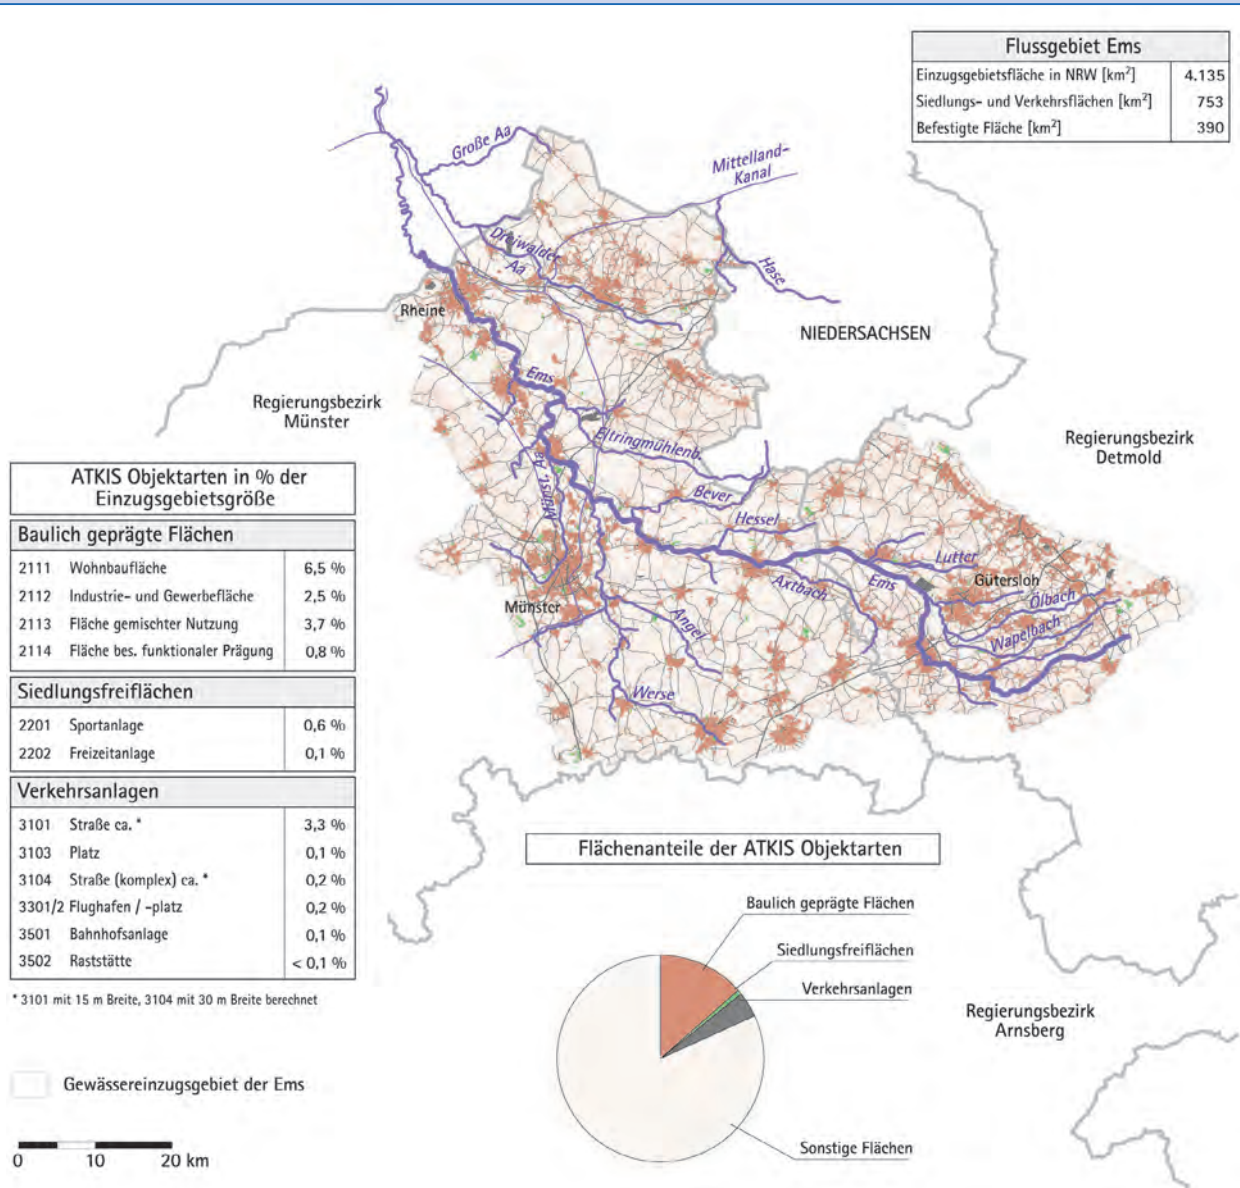 Flussgebiet Ems
Einzugsgebietsfläche in NRW [km²] 4.135
Siedlungs- und Verkehrsflächen [km²] 753
Befestigte Fläche [km²] 390
Große Aa
Mittelland-
Kanal
Dreiwalder
Aa
Hase
Rheine
NIEDERSACHSEN
Ems
Regierungsbezirk
Münster
Eltringmühlenb.
Regierungsbezirk
Detmold
Münst. Aa
Bever
Hessel
Lutter
Axtbach
Ems
Gütersloh
Ölbach
Wapelbach
Münster
Angel
Werse
ATKIS Objektarten in % der
Einzugsgebietsgröße
Baulich geprägte Flächen
2111 Wohnbaufläche 6,5 %
2112 Industrie- und Gewerbefläche 2,5 %
2113 Fläche gemischter Nutzung 3,7 %
2114 Fläche bes. funktionaler Prägung 0,8 %
Siedlungsfreiflächen
2201 Sportanlage 0,6 %
2202 Freizeitanlage 0,1 %
Verkehrsanlagen
3101 Straße ca. * 3,3 %
3103 Platz 0,1 %
3104 Straße (komplex) ca. * 0,2 %
3301/2 Flughafen / -platz 0,2 %
3501 Bahnhofsanlage 0,1 %
3502 Raststätte < 0,1 %
* 3101 mit 15 m Breite, 3104 mit 30 m Breite berechnet
Flächenanteile der ATKIS Objektarten
Baulich geprägte Flächen
Siedlungsfreiflächen
Verkehrsanlagen
Sonstige Flächen
Regierungsbezirk
Arnsberg
Gewässereinzugsgebiet der Ems
0 10 20 km